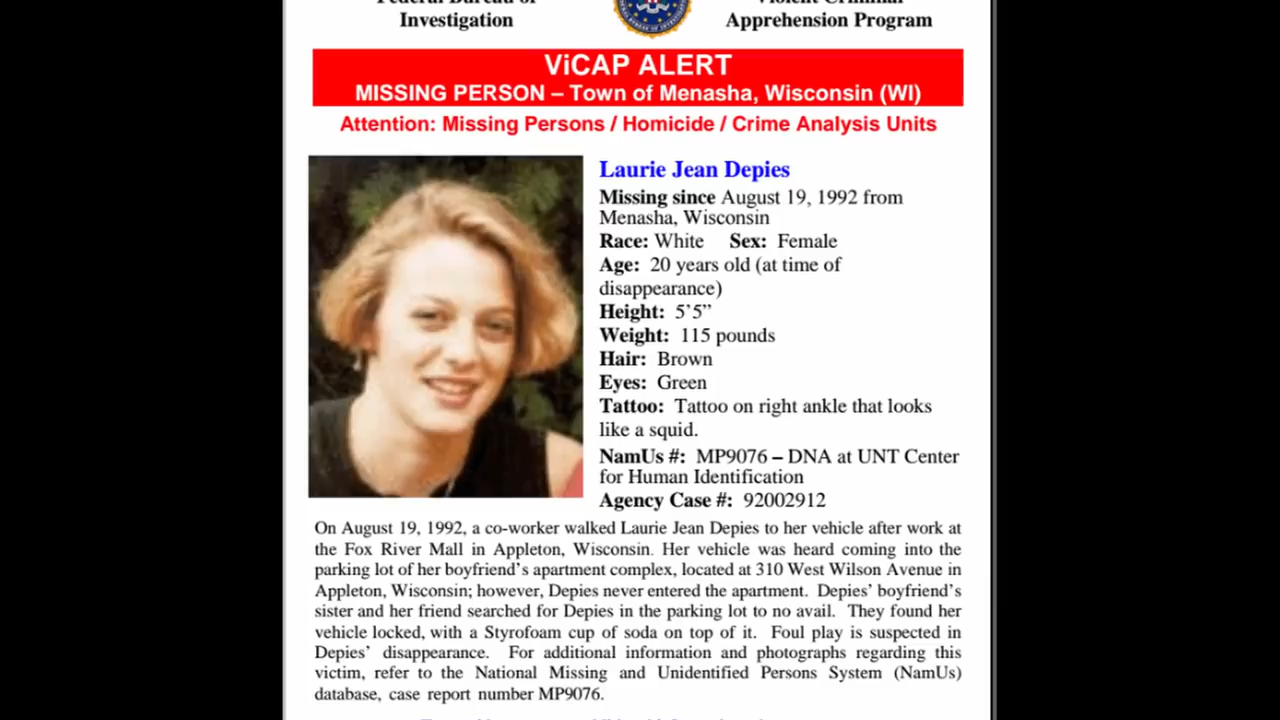 Federal Bureau of
Investigation
Violent Criminal
Apprehension Program
ViCAP ALERT
MISSING PERSON – Town of Menasha, Wisconsin (WI)
Attention: Missing Persons / Homicide / Crime Analysis Units
Laurie Jean Depies
Missing since August 19, 1992 from
Menasha, Wisconsin
Race: White Sex: Female
Age: 20 years old (at time of
disappearance)
Height: 5’5”
Weight: 115 pounds
Hair: Brown
Eyes: Green
Tattoo: Tattoo on right ankle that looks
like a squid.
NamUs #: MP9076 – DNA at UNT Center
for Human Identification
Agency Case #: 92002912
On August 19, 1992, a co-worker walked Laurie Jean Depies to her vehicle after work at
the Fox River Mall in Appleton, Wisconsin. Her vehicle was heard coming into the
parking lot of her boyfriend’s apartment complex, located at 310 West Wilson Avenue in
Appleton, Wisconsin; however, Depies never entered the apartment. Depies’ boyfriend’s
sister and her friend searched for Depies in the parking lot to no avail. They found her
vehicle locked, with a Styrofoam cup of soda on top of it. Foul play is suspected in
Depies’ disappearance. For additional information and photographs regarding this
victim, refer to the National Missing and Unidentified Persons System (NamUs)
database, case report number MP9076.